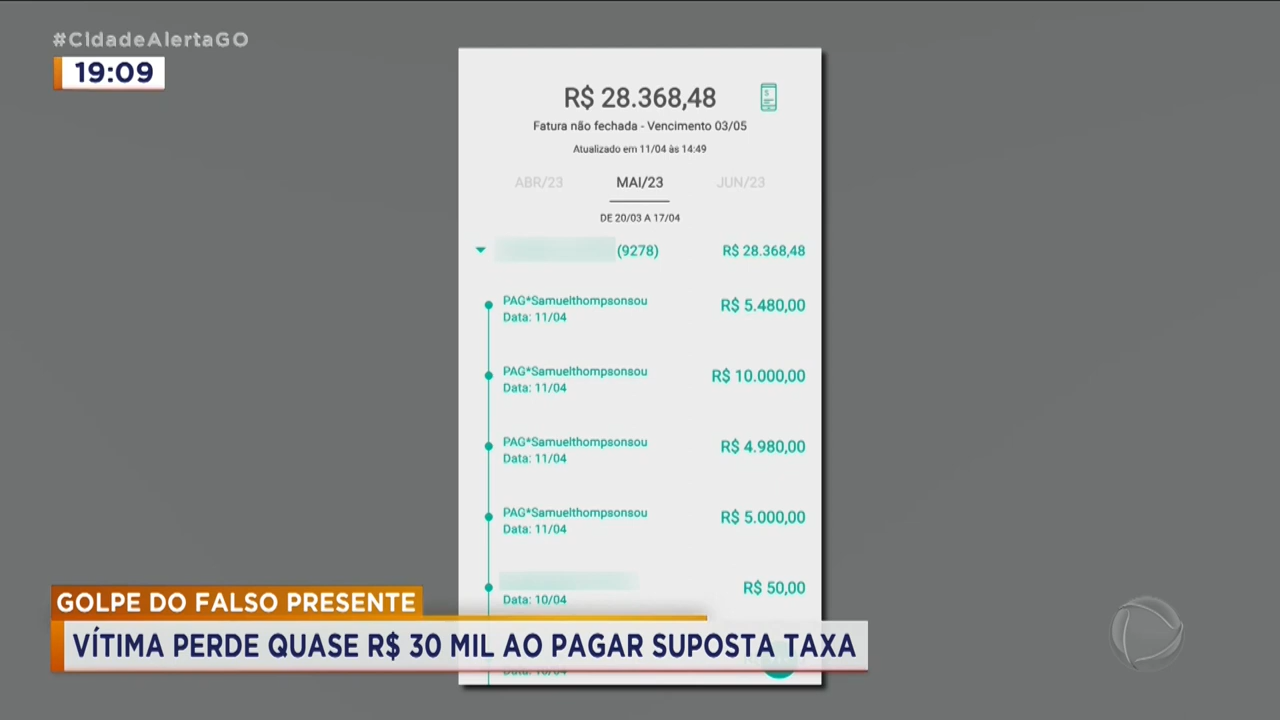 #CidadeAlertaGO
19:09
R$ 28.368,48
Fatura não fechada - Vencimento 03/05
Atualizado em 11/04 às 14:49
ABR/23 MAI/23 JUN/23
DE 20/03 A 17/04
(9278) R$ 28.368,48
PAG*Samuelthompsonsou R$ 5.480,00
Data: 11/04
PAG*Samuelthompsonsou R$ 10.000,00
Data: 11/04
PAG*Samuelthompsonsou R$ 4.980,00
Data: 11/04
PAG*Samuelthompsonsou R$ 5.000,00
Data: 11/04
R$ 50,00
Data: 10/04
GOLPE DO FALSO PRESENTE
VÍTIMA PERDE QUASE R$ 30 MIL AO PAGAR SUPOSTA TAXA